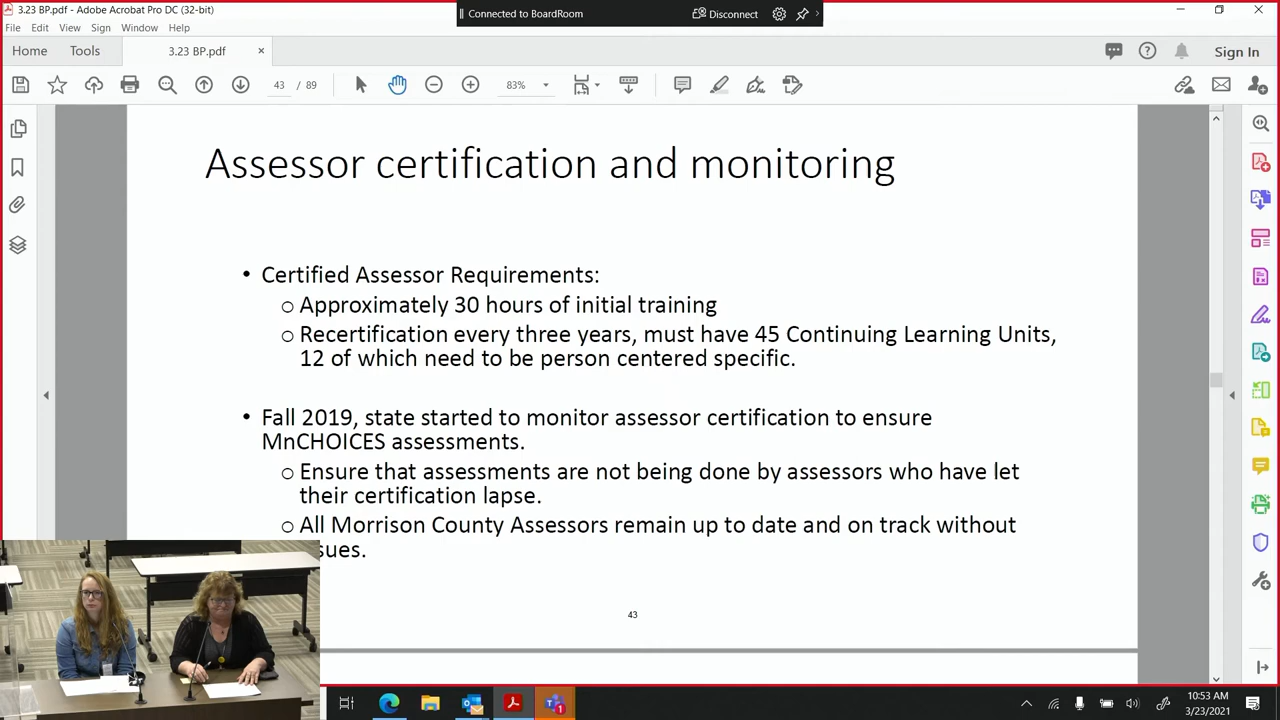 3.23 BP.pdf - Adobe Acrobat Pro DC (32-bit)
Connected to BoardRoom
Disconnect
File Edit View Sign Window Help
Home Tools 3.23 BP.pdf × Sign In
43 / 89 83%
Assessor certification and monitoring
• Certified Assessor Requirements:
o Approximately 30 hours of initial training
o Recertification every three years, must have 45 Continuing Learning Units,
12 of which need to be person centered specific.
• Fall 2019, state started to monitor assessor certification to ensure
MnCHOICES assessments.
o Ensure that assessments are not being done by assessors who have let
their certification lapse.
o All Morrison County Assessors remain up to date and on track without
sues.
43
10:53 AM
3/23/2021